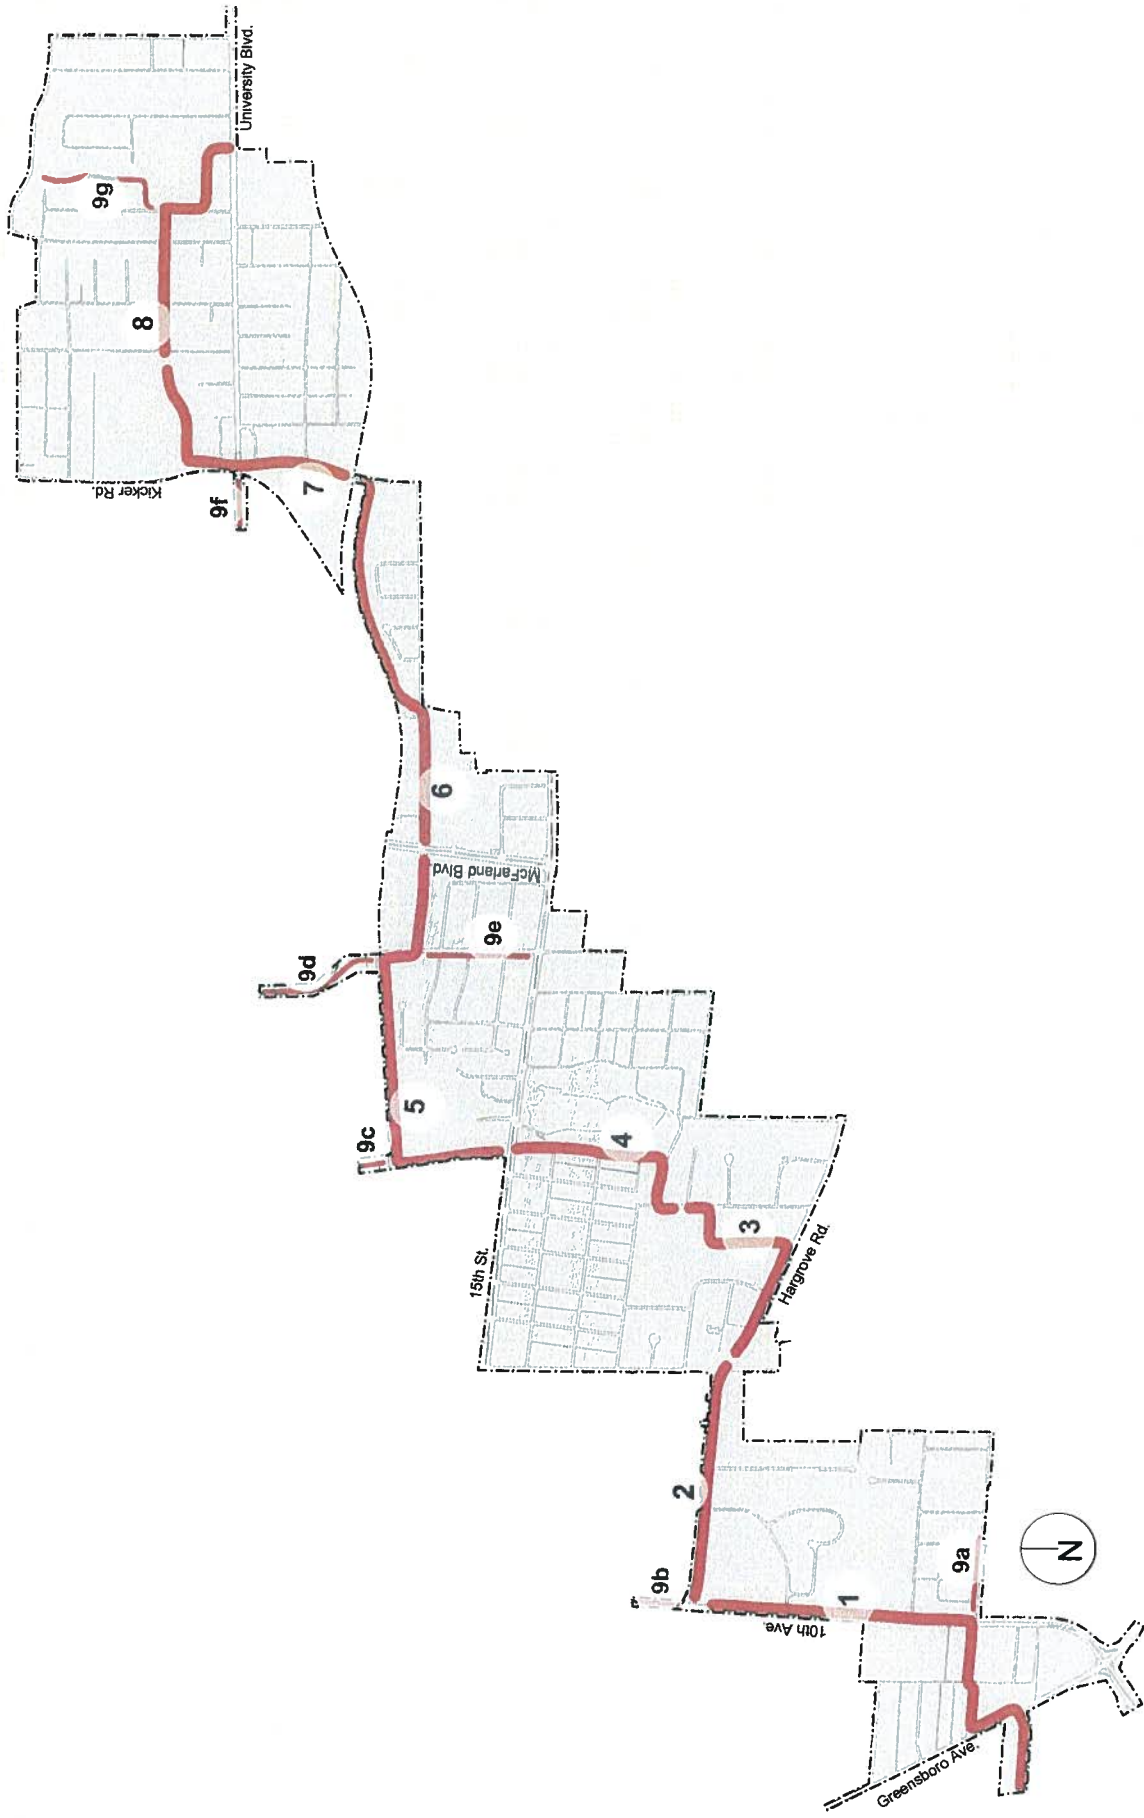 University Blvd.
9g
8
Kicker Rd.
9f
7
6
McFarland Blvd
9e
9d
5
9c
4
3
15th St.
Hargrove Rd.
2
9b
9a
1
10th Ave.
N
Greensboro Ave.